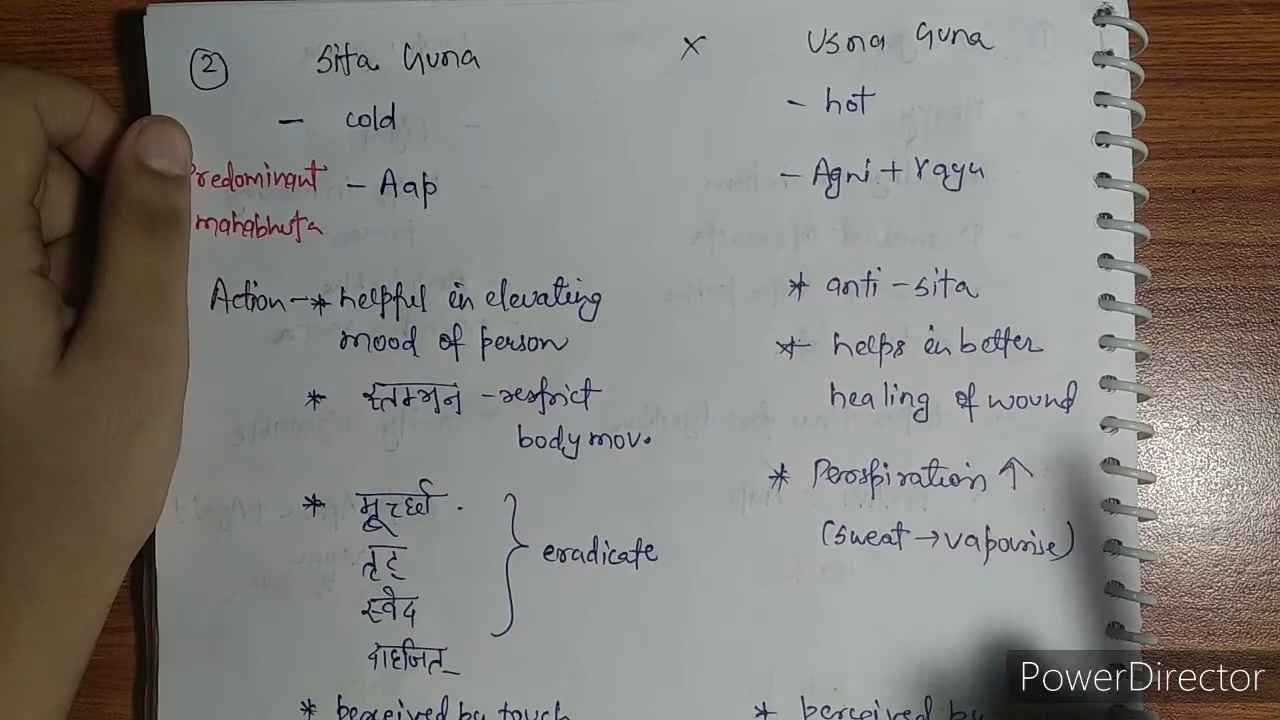 ② Sita Guna X Usna Guna
- cold - hot
Predominant - Aap - Agni + Vayu
mahabhuta
Action - * helpful in elevating * anti - sita
mood of person * helps in better
* स्तम्भन - restrict healing of wound
body mov.
* Perospiration ↑
* मूर्च्छा . (sweat → vapourise)
तृट् eradicate
स्वेद
दाहजित
* perceived by touch * perceived by
PowerDirector